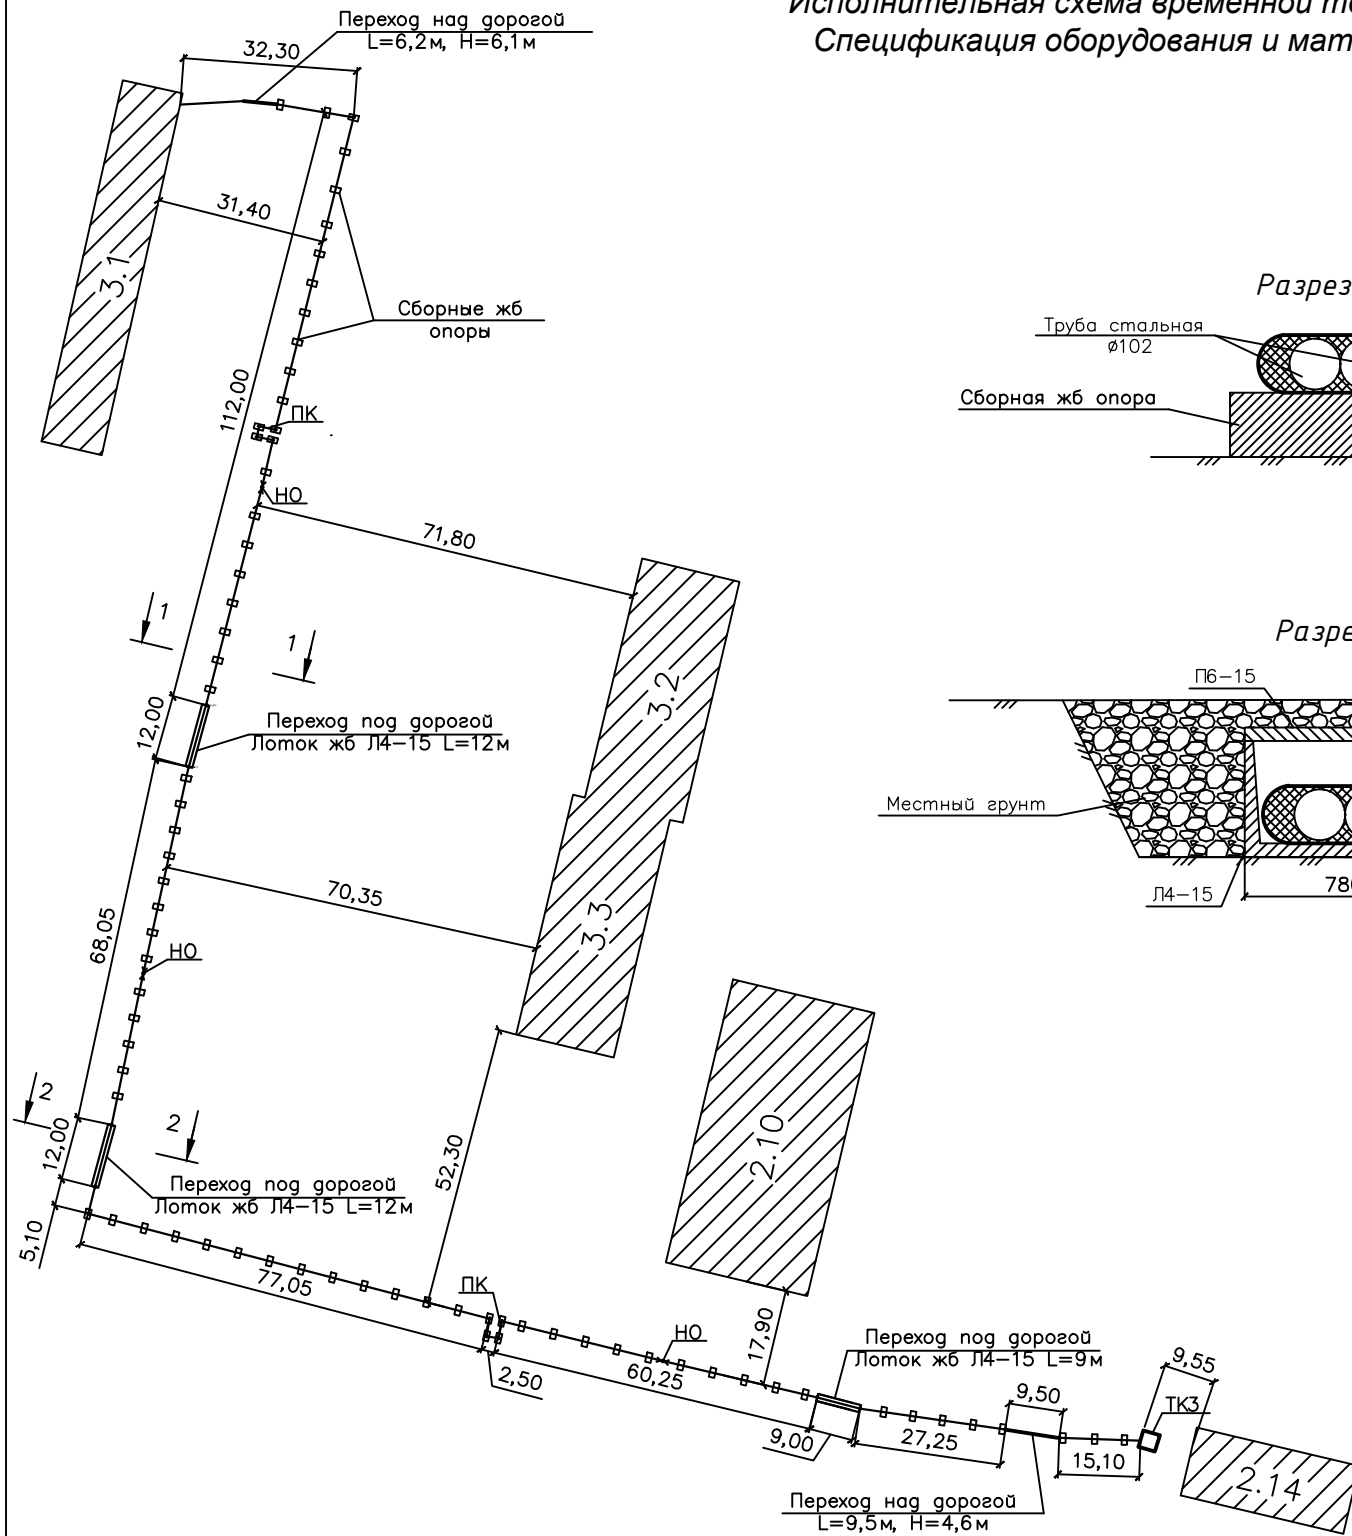 Исполнительная схема временной
Спецификация оборудования и
Переход над дорогой
L=6,2м, H=6,1м
32,30
31,40
3.1
Сборные жб
опоры
112,00
ПК
НО
71,80
1
1
3.2
12,00
Переход под дорогой
Лоток жб Л4-15 L=12м
70,35
3.3
68,05
НО
2
2
12,00
Переход под дорогой
Лоток жб Л4-15 L=12м
5,10
52,30
2.10
77,05
ПК
2,50
НО
60,25
17,90
Переход под дорогой
Лоток жб Л4-15 L=9м
9,00
27,25
9,50
15,10
9,55
ТК3
2.14
Переход над дорогой
L=9,5м, H=4,6м
Разрез
Труба стальная
⌀102
Сборная жб опора
П6-15
Местный грунт
Л4-15